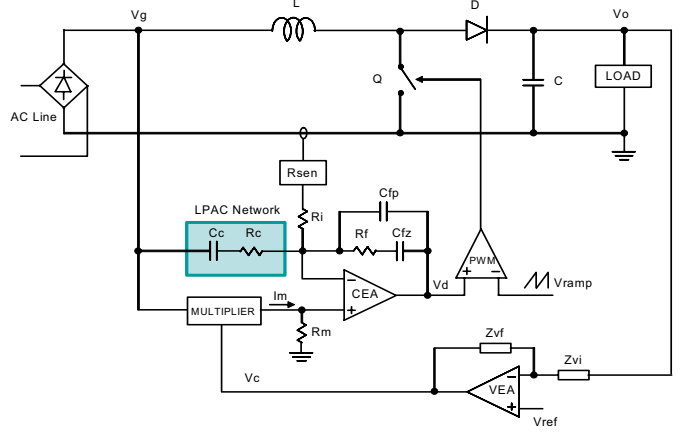 Vg
L
D
Vo
Q
C
LOAD
AC Line
Rsen
Cfp
LPAC Network
Ri
Cc
Rc
Rf
Cfz
PWM
+
−
Vramp
−
CEA
+
Vd
Im
MULTIPLIER
Rm
Zvf
Zvi
Vc
−
VEA
+
Vref